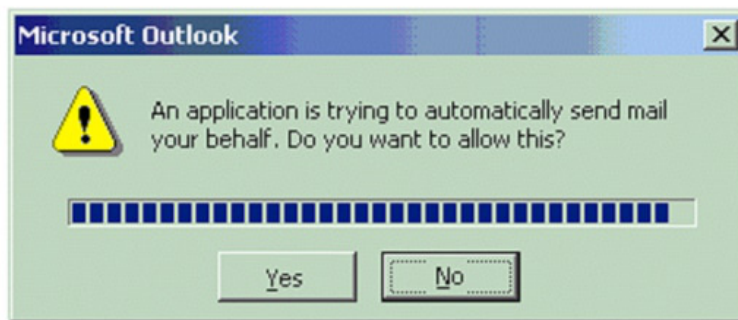 Microsoft Outlook
An application is trying to automatically send mail
your behalf. Do you want to allow this?
Yes
No